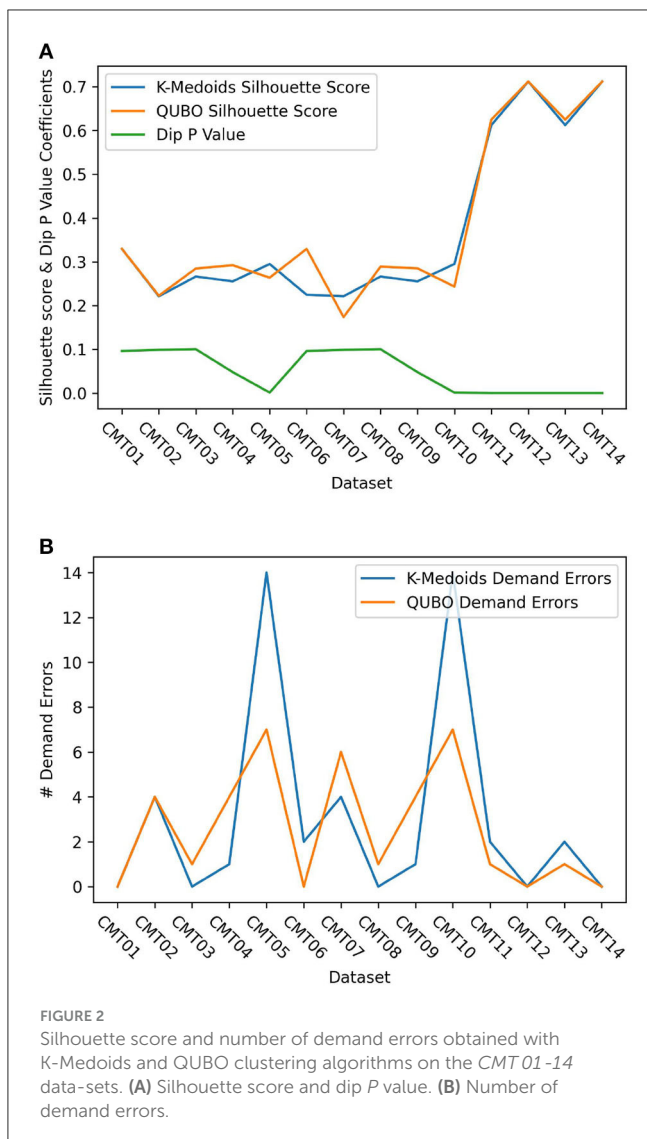 A
Silhouette score & Dip P Value Coefficients
0.7
0.6
0.5
0.4
0.3
0.2
0.1
0.0
K-Medoids Silhouette Score
QUBO Silhouette Score
Dip P Value
CMT01
CMT02
CMT03
CMT04
CMT05
CMT06
CMT07
CMT08
CMT09
CMT10
CMT11
CMT12
CMT13
CMT14
Dataset
B
# Demand Errors
14
12
10
8
6
4
2
0
K-Medoids Demand Errors
QUBO Demand Errors
CMT01
CMT02
CMT03
CMT04
CMT05
CMT06
CMT07
CMT08
CMT09
CMT10
CMT11
CMT12
CMT13
CMT14
Dataset
FIGURE 2
Silhouette score and number of demand errors obtained with
K-Medoids and QUBO clustering algorithms on the CMT 01-14
data-sets. (A) Silhouette score and dip P value. (B) Number of
demand errors.